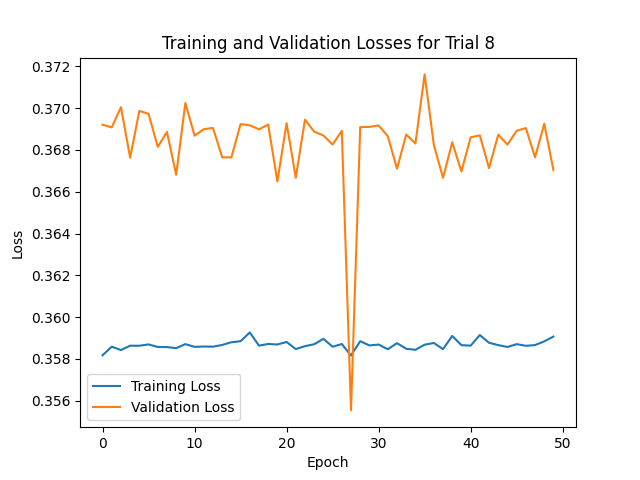 Training and Validation Losses for Trial 8
0.372
0.370
0.368
0.366
0.364
0.362
0.360
0.358
0.356
Loss
Training Loss
Validation Loss
0 10 20 30 40 50
Epoch